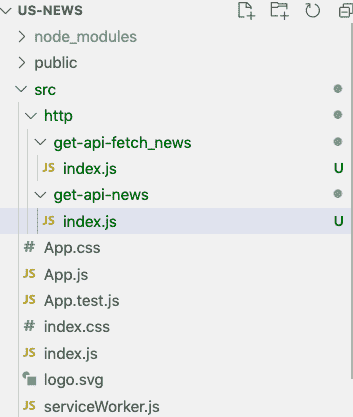 US-NEWS
node_modules
public
src
http
get-api-fetch_news
JS index.js U
get-api-news
JS index.js U
# App.css
JS App.js
JS App.test.js
# index.css
JS index.js
logo.svg
JS serviceWorker.js